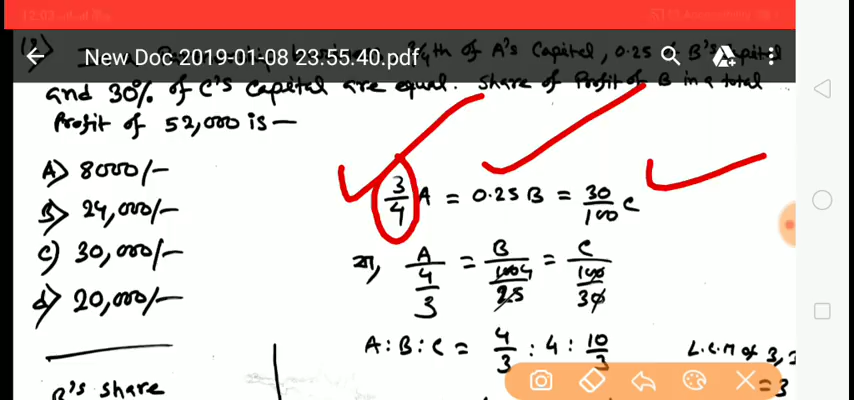 New Doc 2019-01-08 23.55.40.pdf
th of A's Capital, 0.25
and 30% of C's Capital are equal. Share of Profit of B in a total
Profit of 52,000 is —
A) 8000/-
B) 24,000/-
C) 30,000/-
d) 20,000/-
3/4 A = 0.25 B = 30/100 C
या, A/(4/3) = B/(100 4/25) = C/(100/30)
A:B:C = 4/3 : 4 : 10/3
L.C.M of 3,
= 3
B's share